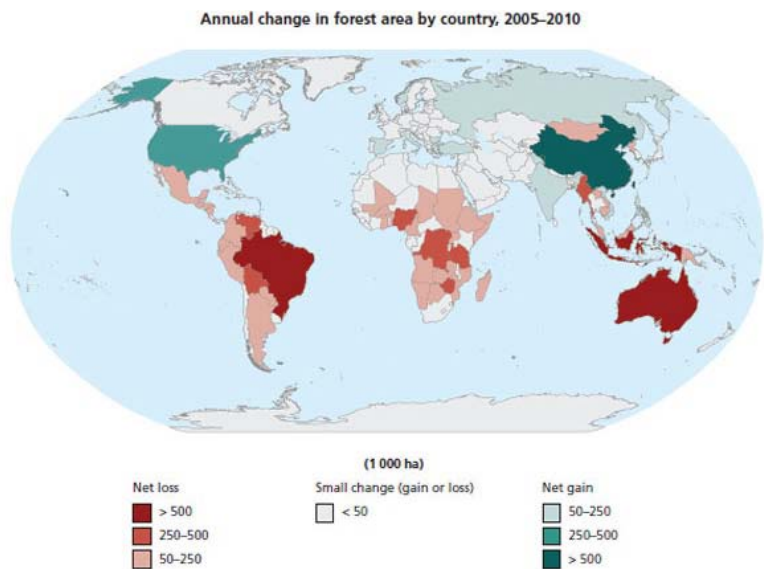 Annual change in forest area by country, 2005–2010
(1 000 ha)
Net loss
> 500
250–500
50–250
Small change (gain or loss)
< 50
Net gain
50–250
250–500
> 500